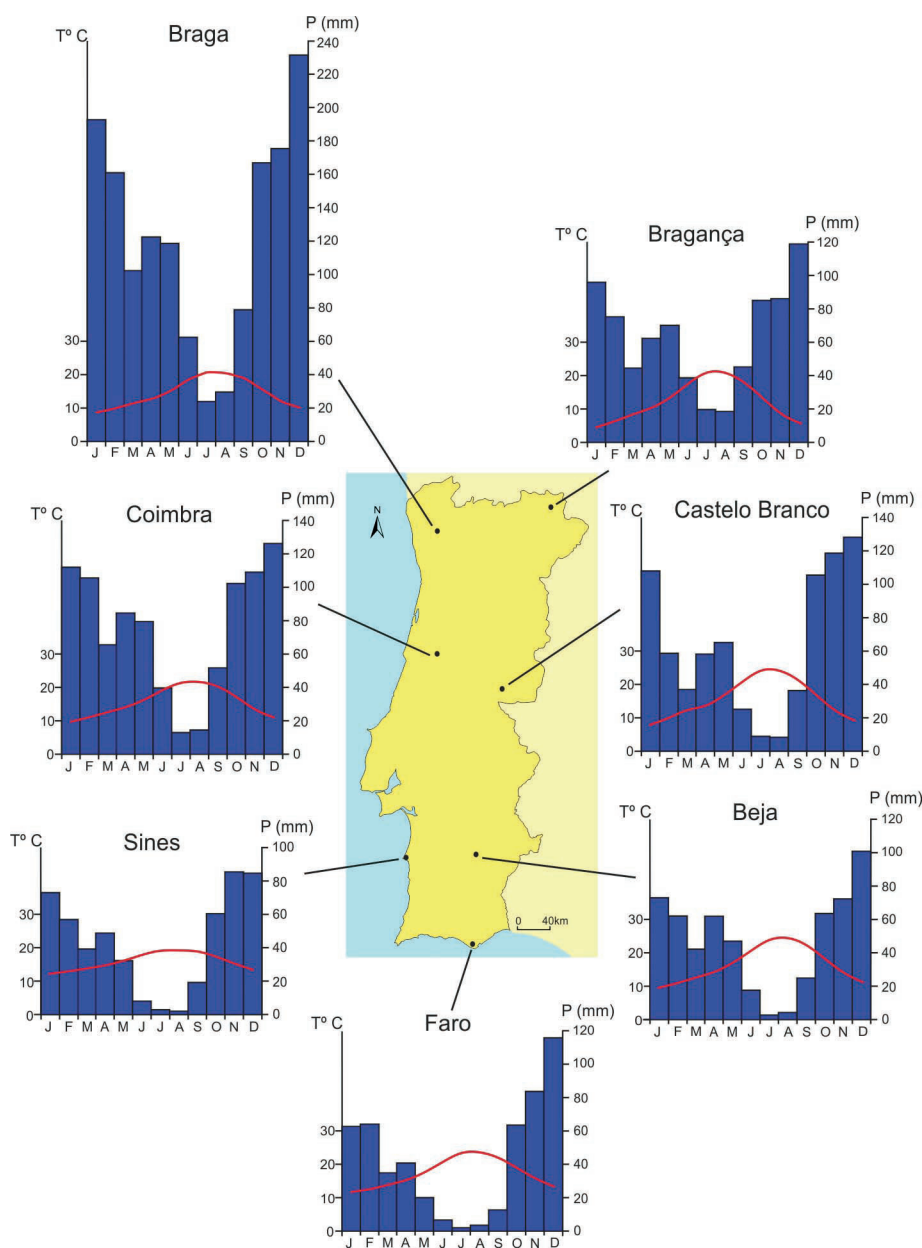 Braga
Tº C
P (mm)
240
220
200
180
160
140
120
100
80
60
40
20
0
30
20
10
0
J F M A M J J A S O N D
Bragança
Tº C
P (mm)
120
100
80
60
40
20
0
30
20
10
0
J F M A M J J A S O N D
Coimbra
Tº C
P (mm)
140
120
100
80
60
40
20
0
30
20
10
0
J F M A M J J A S O N D
N
0 40km
Castelo Branco
Tº C
P (mm)
140
120
100
80
60
40
20
0
30
20
10
0
J F M A M J J A S O N D
Sines
Tº C
P (mm)
100
80
60
40
20
0
30
20
10
0
J F M A M J J A S O N D
Beja
Tº C
P (mm)
120
100
80
60
40
20
0
30
20
10
0
J F M A M J J A S O N D
Faro
Tº C
P (mm)
120
100
80
60
40
20
0
30
20
10
0
J F M A M J J A S O N D